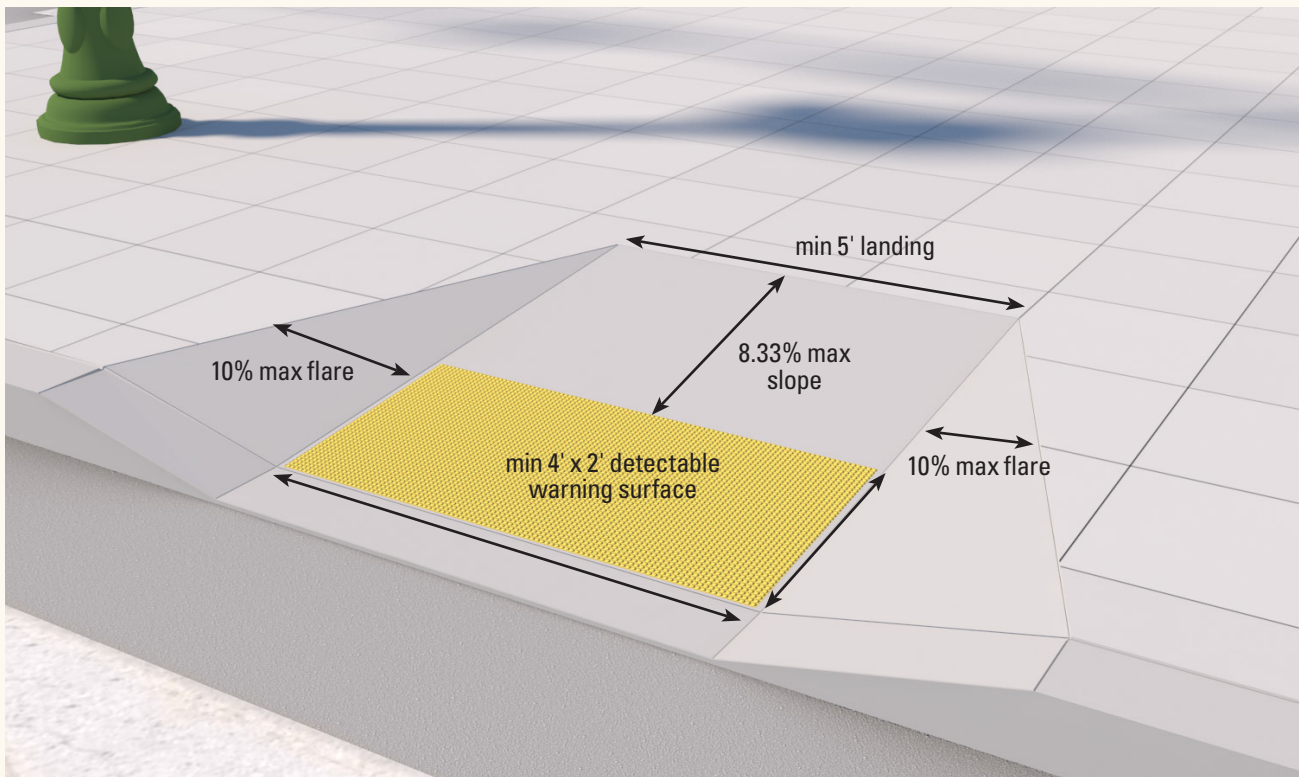 min 5' landing
10% max flare
8.33% max
slope
min 4' x 2' detectable
warning surface
10% max flare